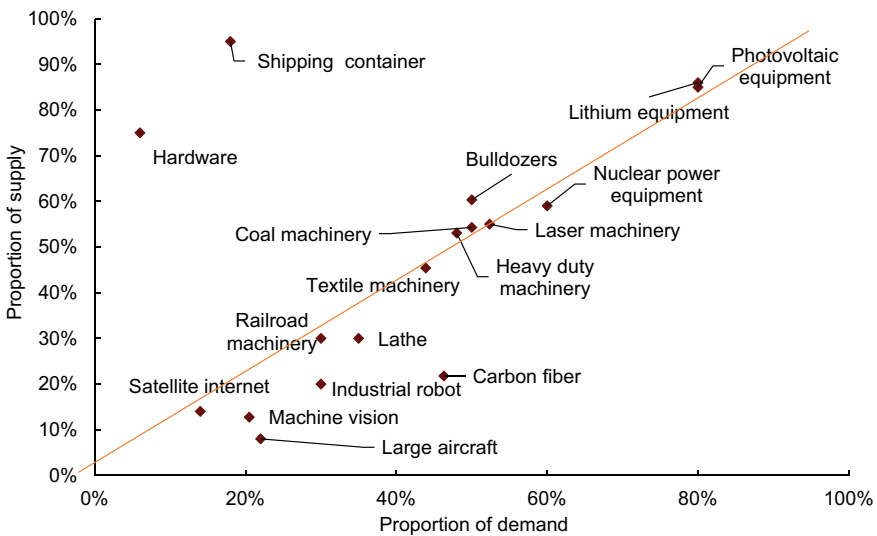 100%
90%
80%
70%
60%
50%
40%
30%
20%
10%
0%
Proportion of supply
Shipping container
Photovoltaic
equipment
Lithium equipment
Hardware
Bulldozers
Nuclear power
equipment
Coal machinery
Laser machinery
Heavy duty
machinery
Textile machinery
Railroad
machinery
Lathe
Satellite internet
Industrial robot
Carbon fiber
Machine vision
Large aircraft
0%
20%
40%
60%
80%
100%
Proportion of demand